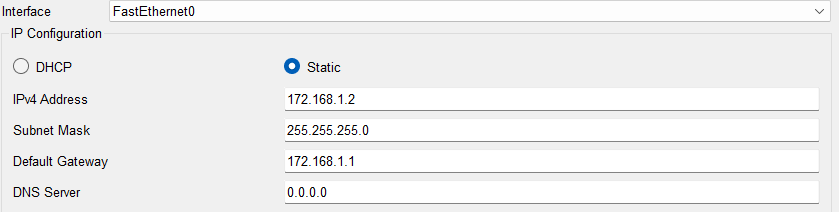 Interface FastEthernet0
IP Configuration
DHCP Static
IPv4 Address 172.168.1.2
Subnet Mask 255.255.255.0
Default Gateway 172.168.1.1
DNS Server 0.0.0.0